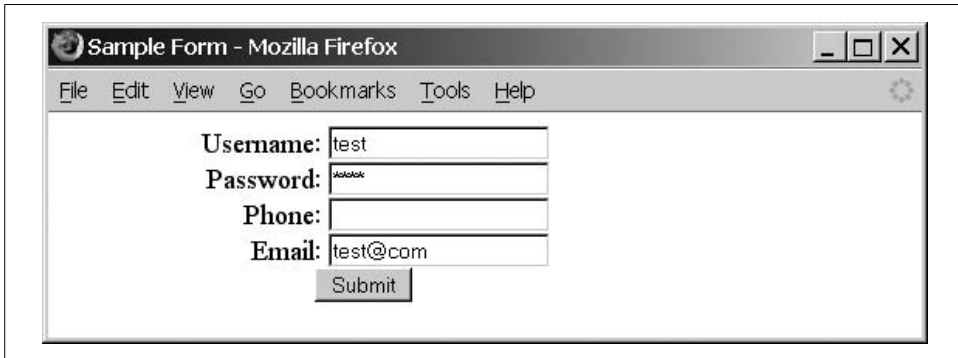 Sample Form - Mozilla Firefox
File Edit View Go Bookmarks Tools Help
Username: test
Password: ****
Phone:
Email: test@com
Submit